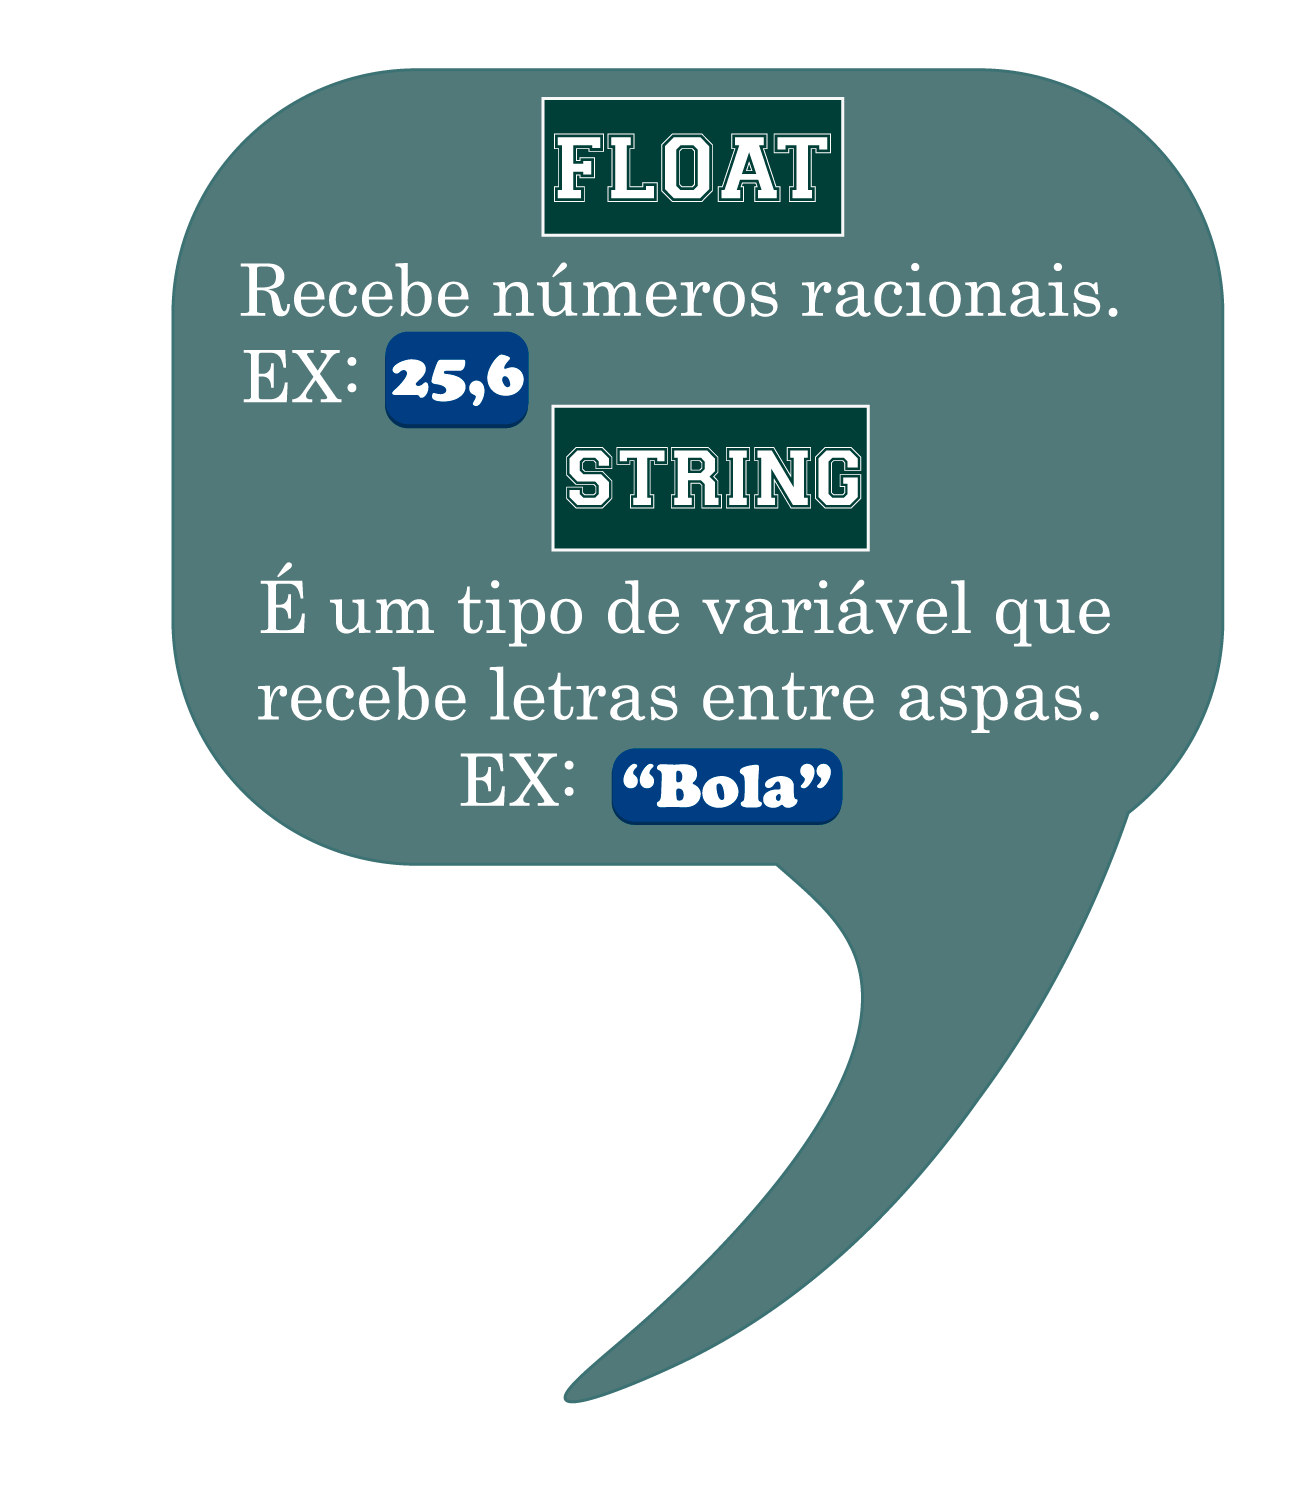 FLOAT
Recebe números racionais.
EX: 25,6
STRING
É um tipo de variável que
recebe letras entre aspas.
EX: “Bola”